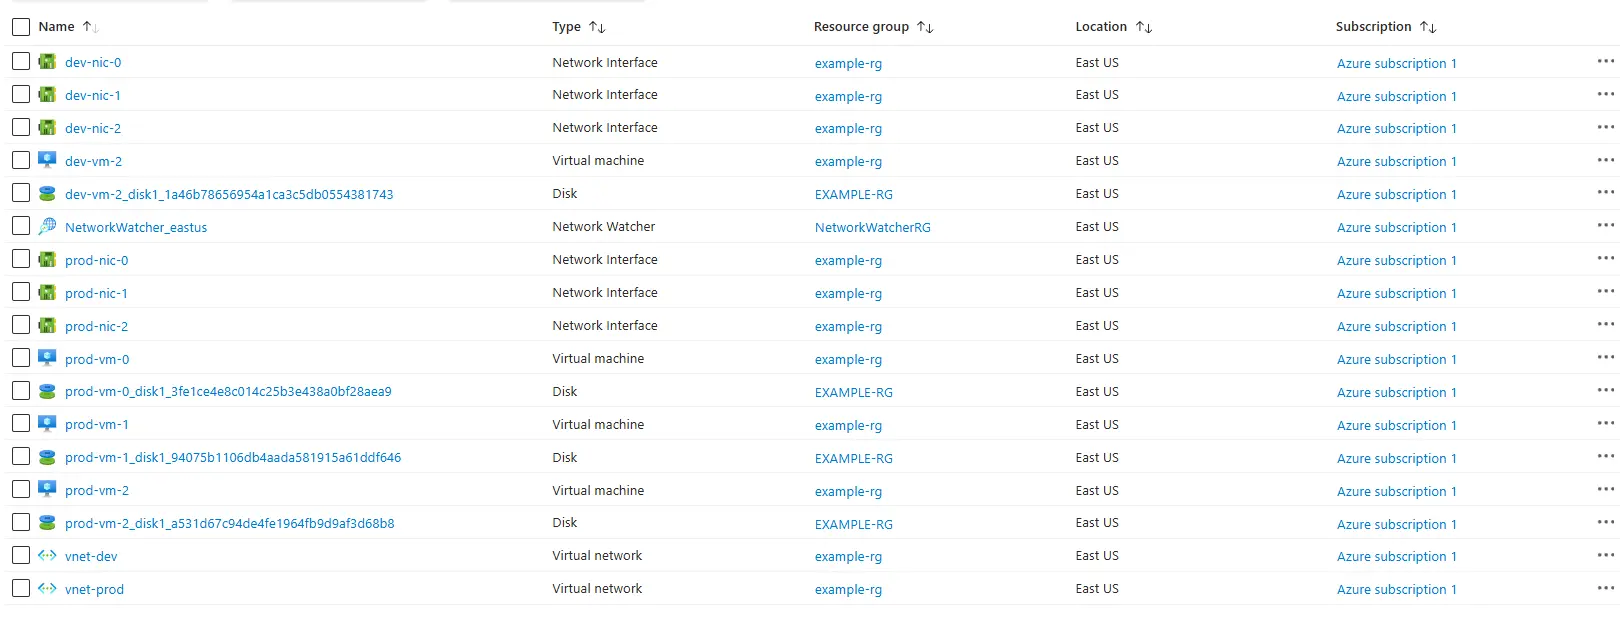 Name Type Resource group Location Subscription
dev-nic-0 Network Interface example-rg East US Azure subscription 1
dev-nic-1 Network Interface example-rg East US Azure subscription 1
dev-nic-2 Network Interface example-rg East US Azure subscription 1
dev-vm-2 Virtual machine example-rg East US Azure subscription 1
dev-vm-2_disk1_1a46b78656954a1ca3c5db0554381743 Disk EXAMPLE-RG East US Azure subscription 1
NetworkWatcher_eastus Network Watcher NetworkWatcherRG East US Azure subscription 1
prod-nic-0 Network Interface example-rg East US Azure subscription 1
prod-nic-1 Network Interface example-rg East US Azure subscription 1
prod-nic-2 Network Interface example-rg East US Azure subscription 1
prod-vm-0 Virtual machine example-rg East US Azure subscription 1
prod-vm-0_disk1_3fe1ce4e8c014c25b3e438a0bf28aea9 Disk EXAMPLE-RG East US Azure subscription 1
prod-vm-1 Virtual machine example-rg East US Azure subscription 1
prod-vm-1_disk1_94075b1106db4aada581915a61ddf646 Disk EXAMPLE-RG East US Azure subscription 1
prod-vm-2 Virtual machine example-rg East US Azure subscription 1
prod-vm-2_disk1_a531d67c94de4fe1964fb9d9af3d68b8 Disk EXAMPLE-RG East US Azure subscription 1
vnet-dev Virtual network example-rg East US Azure subscription 1
vnet-prod Virtual network example-rg East US Azure subscription 1